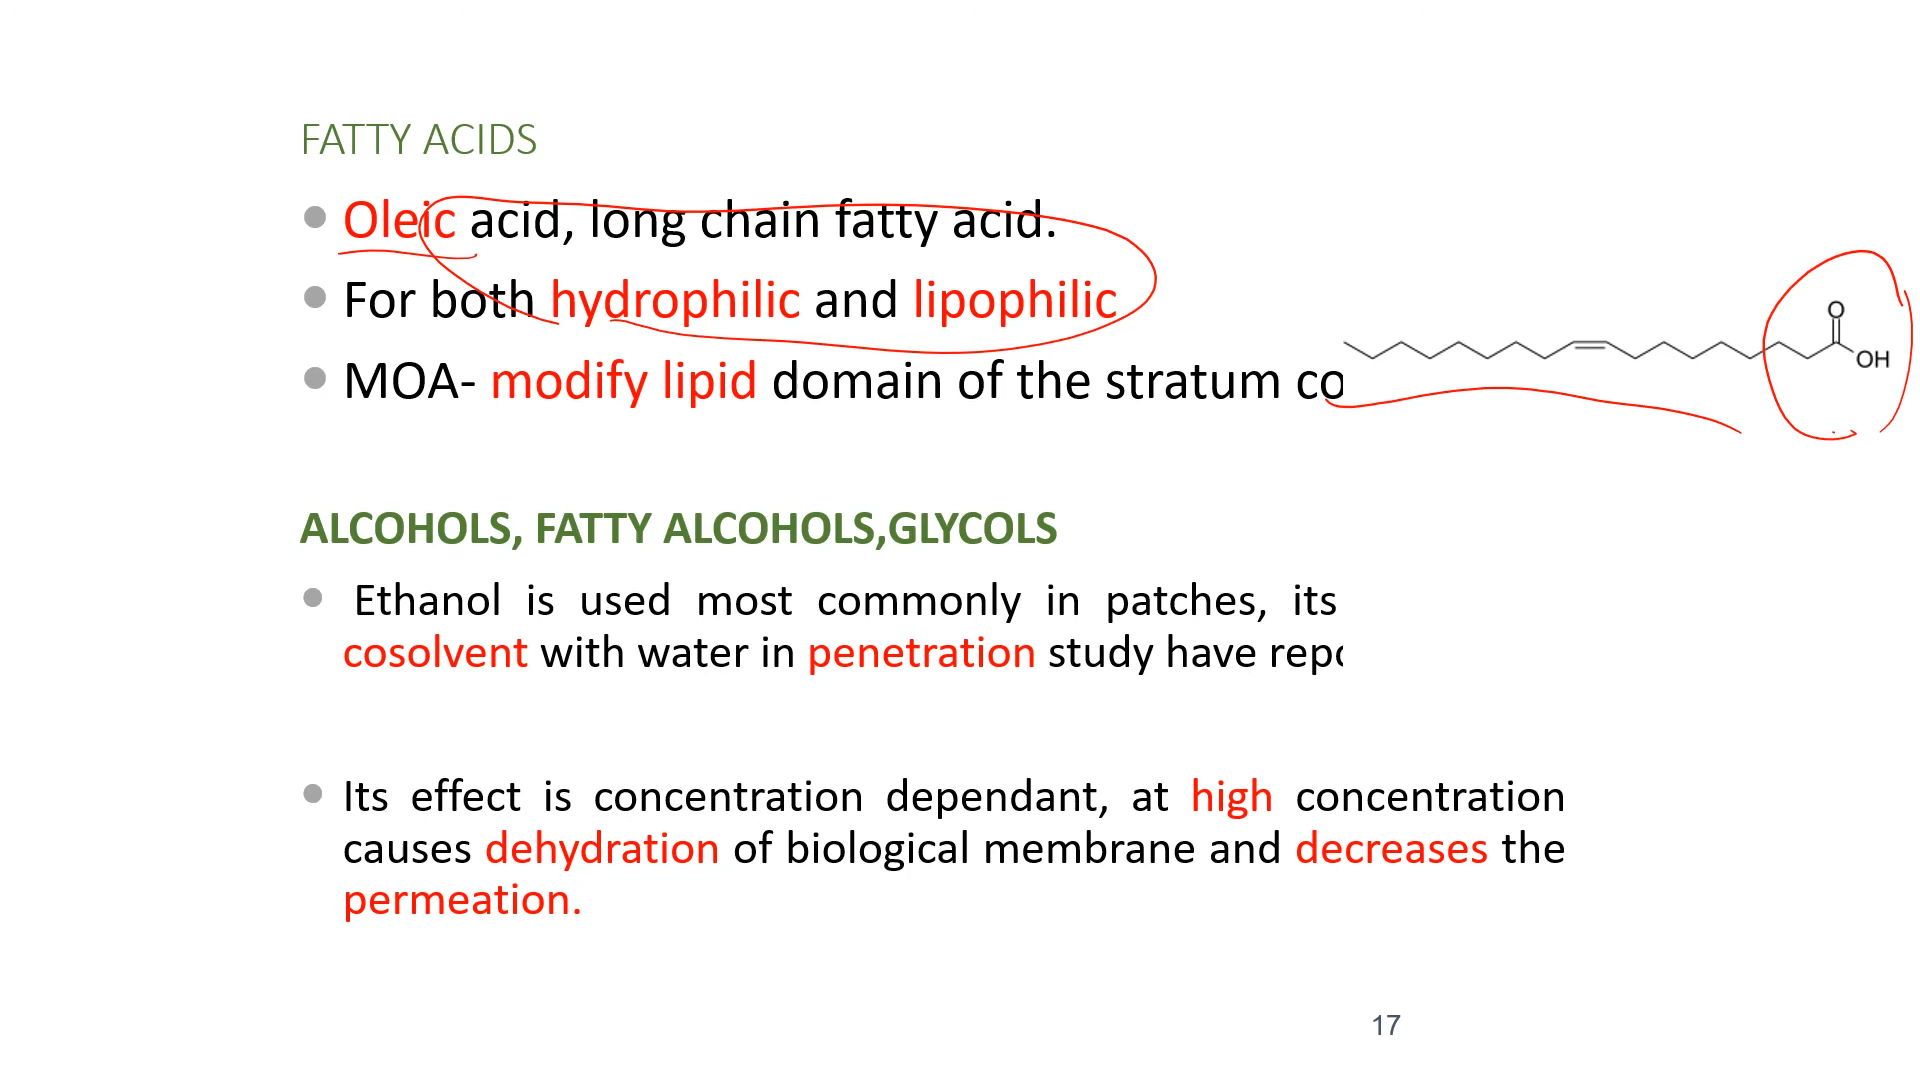 FATTY ACIDS
Oleic acid, long chain fatty acid.
For both hydrophilic and lipophilic
MOA- modify lipid domain of the stratum
O
OH
ALCOHOLS, FATTY ALCOHOLS,GLYCOLS
Ethanol is used most commonly in patches, its
cosolvent with water in penetration study have
Its effect is concentration dependant, at high concentration
causes dehydration of biological membrane and decreases the
permeation.
17